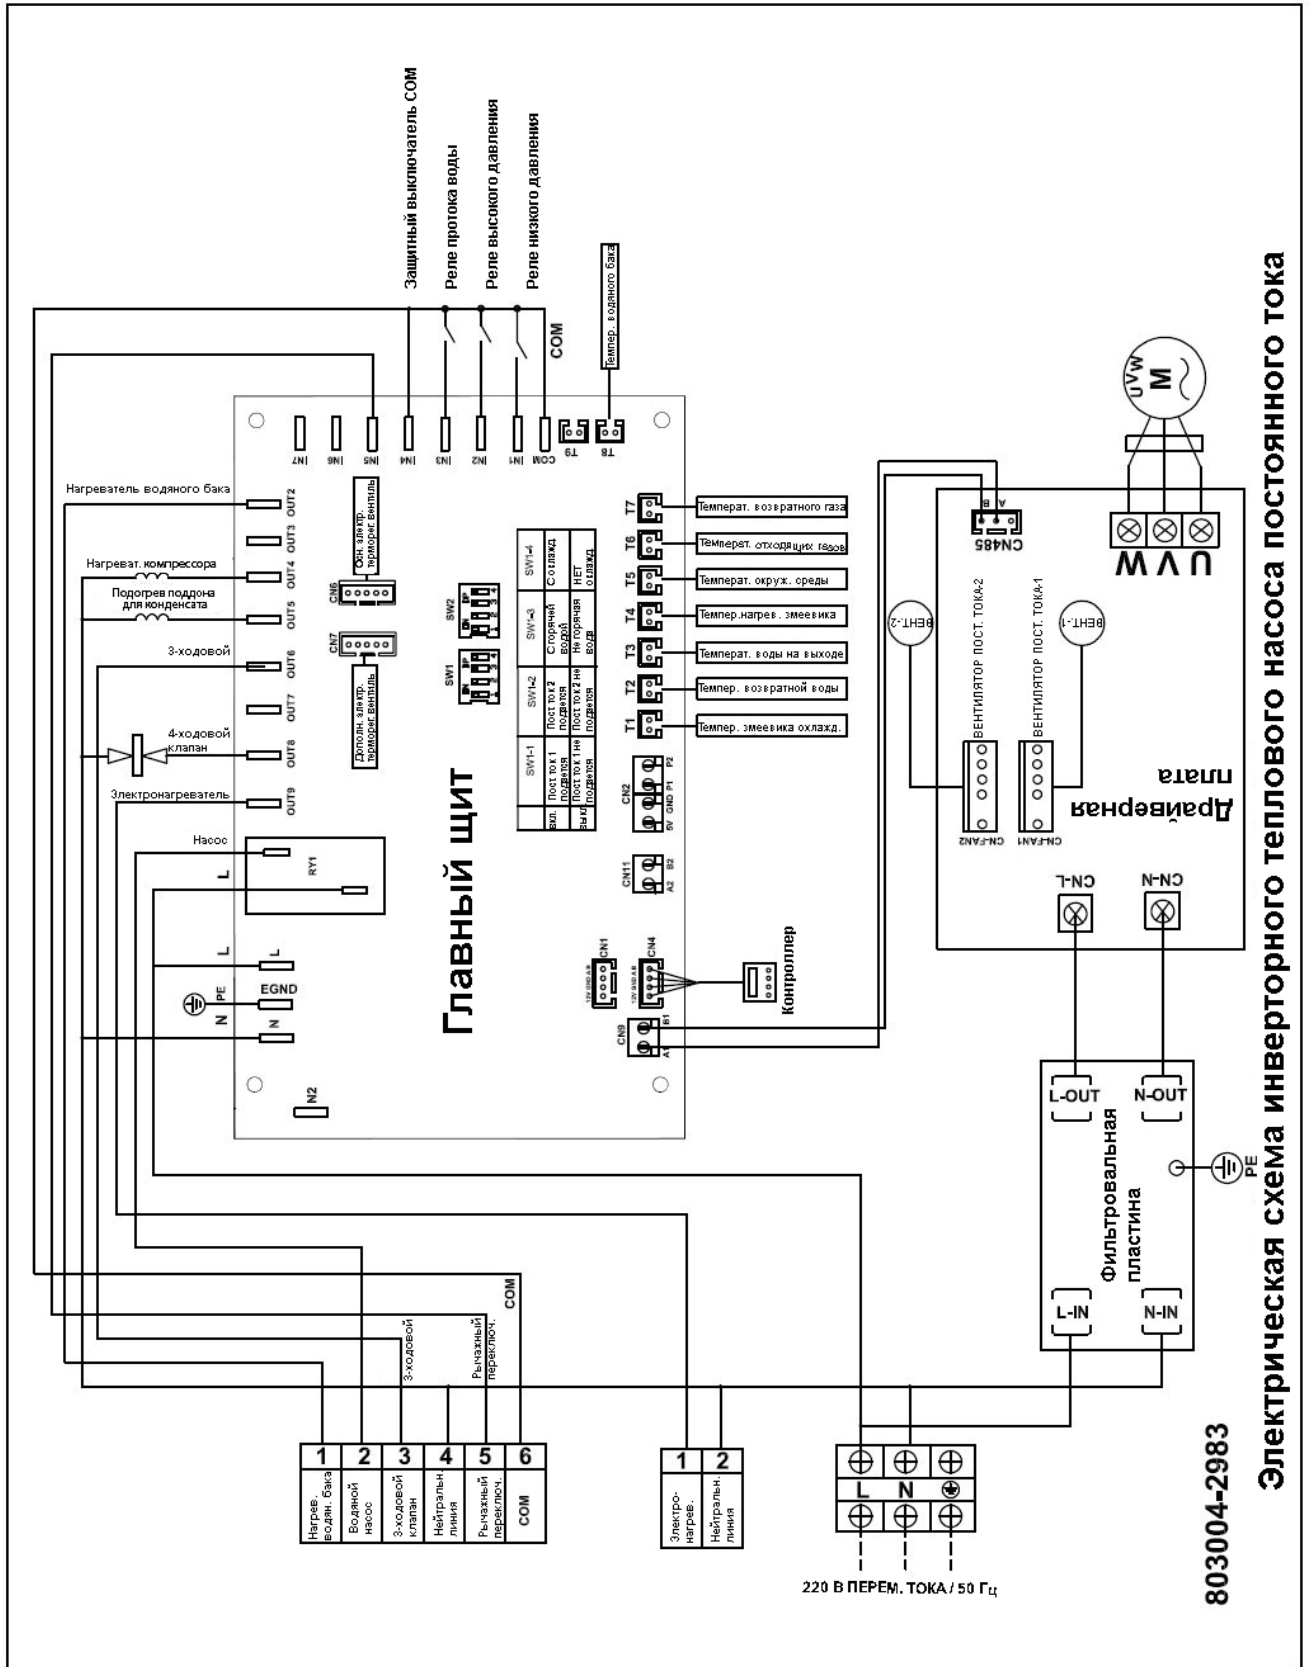 Защитный выключатель COM
Реле протока воды
Реле высокого давления
Реле низкого давления
COM
Темпер. водяного бака
Нагреватель водяного бака
Нагреват. компрессора
Подогрев поддона
для конденсата
3-ходовой
4-ходовой
клапан
Электронагреватель
Насос
L
L
PE
N
OUT2
OUT3
OUT4
OUT5
OUT6
OUT7
OUT8
OUT9
RY1
L
EGND
N
N2
IN7
IN6
IN5
IN4
IN3
IN2
IN1
COM
T9
T8
Осн. электр.
терморег. вентиль
CN6
CN7
Дополн. электр.
терморег. вентиль
SW2
SW1
Главный щит
SW1-1
SW1-2
SW1-3
SW1-4
ВКЛ.
Пост ток 1
подается
Пост ток 2
подается
С горячей
водой
С охлажд
ВЫКЛ
Пост ток 1 не
подается
Пост ток 2 не
подается
Не горячая
вода
НЕТ
охлажд
T7
Температ. возвратного газа
T6
Температ. отходящих газов
T5
Температ. окруж. среды
T4
Темпер.нагрев. змеевика
T3
Температ. воды на выходе
T2
Темпер. возвратной воды
T1
Темпер. змеевика охлажд.
CN2
5V GND P1 P2
CN11
A2 B2
CN1
12V GND A B
CN4
12V GND A B
Контроллер
CN9
A1 B1
UVW
M
B
A
CN485
U V W
ВЕНТ-2
ВЕНТИЛЯТОР ПОСТ. ТОКА-2
ВЕНТИЛЯТОР ПОСТ. ТОКА-1
ВЕНТ-1
CN-FAN2
CN-FAN1
Драйверная
плата
CN-L
CN-N
L-OUT
N-OUT
Фильтровальная
пластина
PE
L-IN
N-IN
COM
3-ходовой
Рычажный
переключ.
1
2
3
4
5
6
Нагрев.
водян. бака
Водяной
насос
3-ходовой
клапан
Нейтральн.
линия
Рычажный
переключ.
COM
1
2
Электро-
нагрев.
Нейтральн.
линия
L
N
220 В ПЕРЕМ. ТОКА / 50 Гц
803004-2983
Электрическая схема инверторного теплового насоса постоянного тока